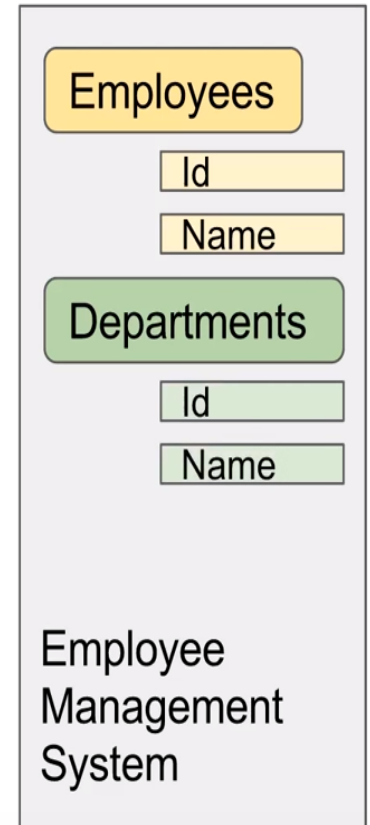 Employees
Id
Name
Departments
Id
Name
Employee
Management
System